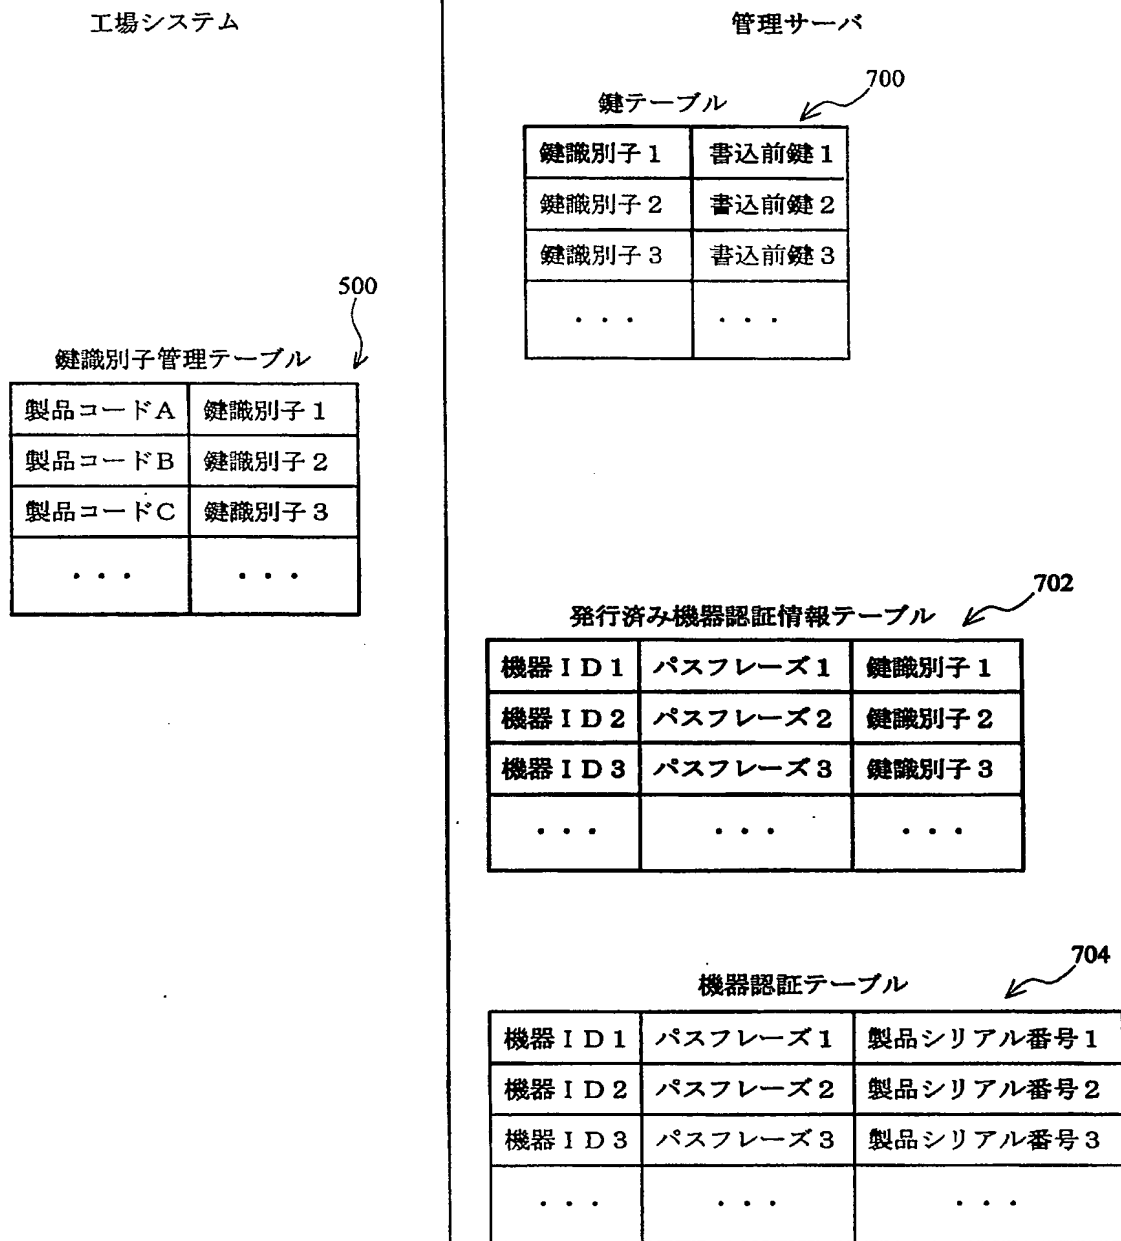 工場システム
管理サーバ
700
鍵テーブル
鍵識別子1 書込前鍵1
鍵識別子2 書込前鍵2
鍵識別子3 書込前鍵3
・・・ ・・・
500
鍵識別子管理テーブル
製品コードA 鍵識別子1
製品コードB 鍵識別子2
製品コードC 鍵識別子3
・・・ ・・・
702
発行済み機器認証情報テーブル
機器ID1 パスフレーズ1 鍵識別子1
機器ID2 パスフレーズ2 鍵識別子2
機器ID3 パスフレーズ3 鍵識別子3
・・・ ・・・ ・・・
704
機器認証テーブル
機器ID1 パスフレーズ1 製品シリアル番号1
機器ID2 パスフレーズ2 製品シリアル番号2
機器ID3 パスフレーズ3 製品シリアル番号3
・・・ ・・・ ・・・